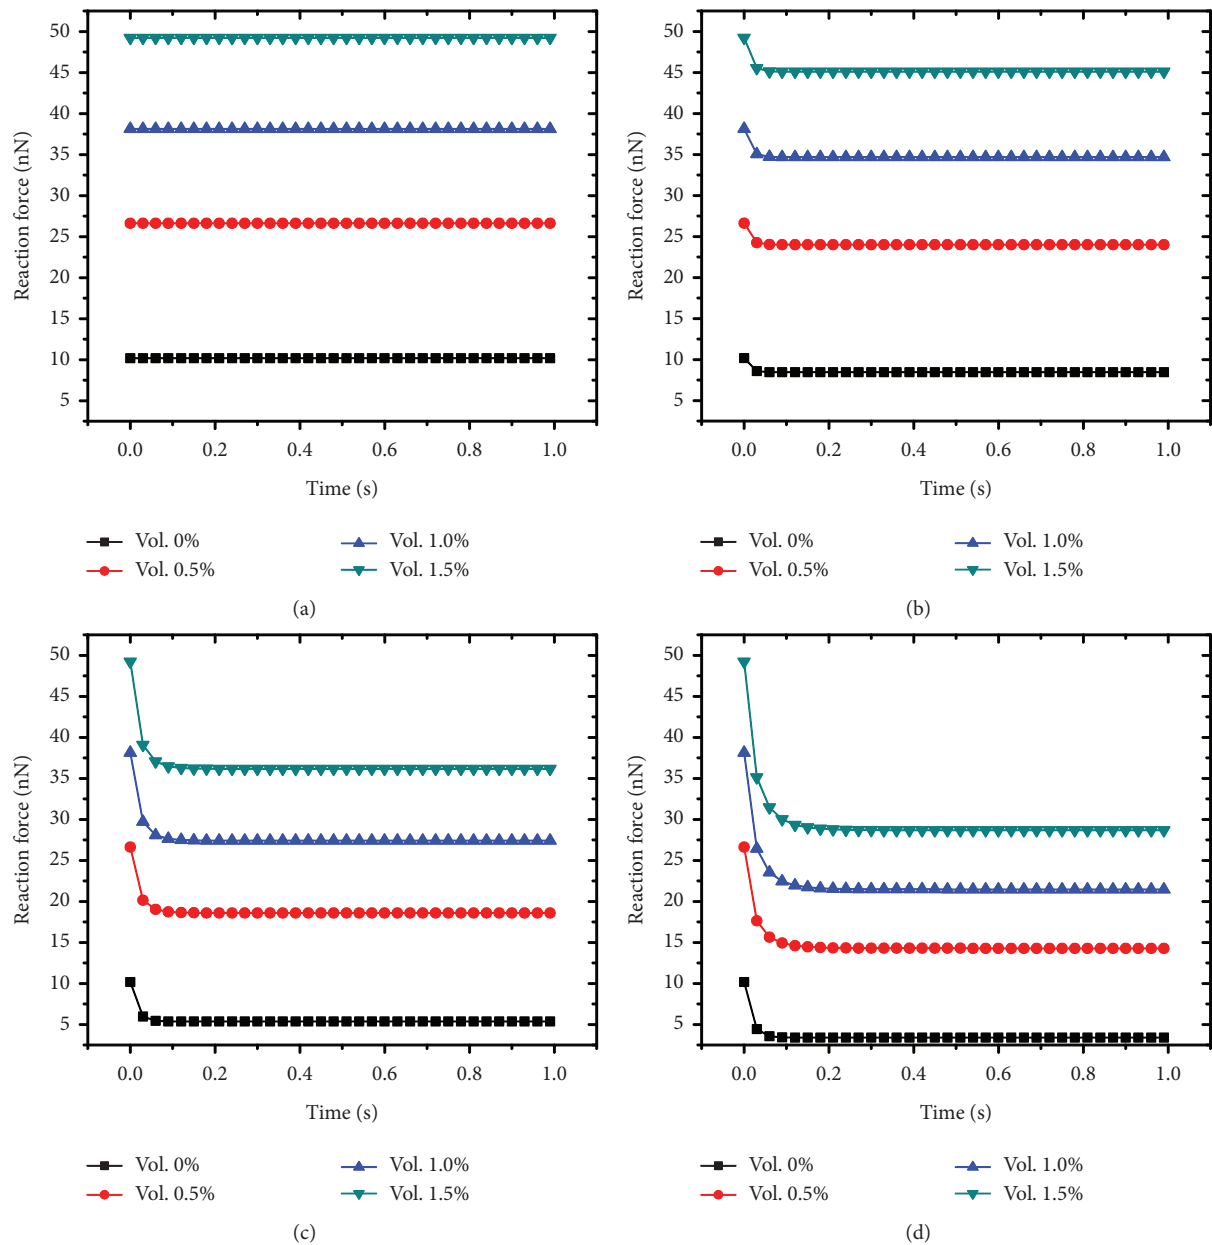 50
45
40
35
30
25
20
15
10
5
Reaction force (nN)
0.0 0.2 0.4 0.6 0.8 1.0
Time (s)
Vol. 0%
Vol. 0.5%
Vol. 1.0%
Vol. 1.5%
(a)
50
45
40
35
30
25
20
15
10
5
Reaction force (nN)
0.0 0.2 0.4 0.6 0.8 1.0
Time (s)
Vol. 0%
Vol. 0.5%
Vol. 1.0%
Vol. 1.5%
(b)
50
45
40
35
30
25
20
15
10
5
Reaction force (nN)
0.0 0.2 0.4 0.6 0.8 1.0
Time (s)
Vol. 0%
Vol. 0.5%
Vol. 1.0%
Vol. 1.5%
(c)
50
45
40
35
30
25
20
15
10
5
Reaction force (nN)
0.0 0.2 0.4 0.6 0.8 1.0
Time (s)
Vol. 0%
Vol. 0.5%
Vol. 1.0%
Vol. 1.5%
(d)